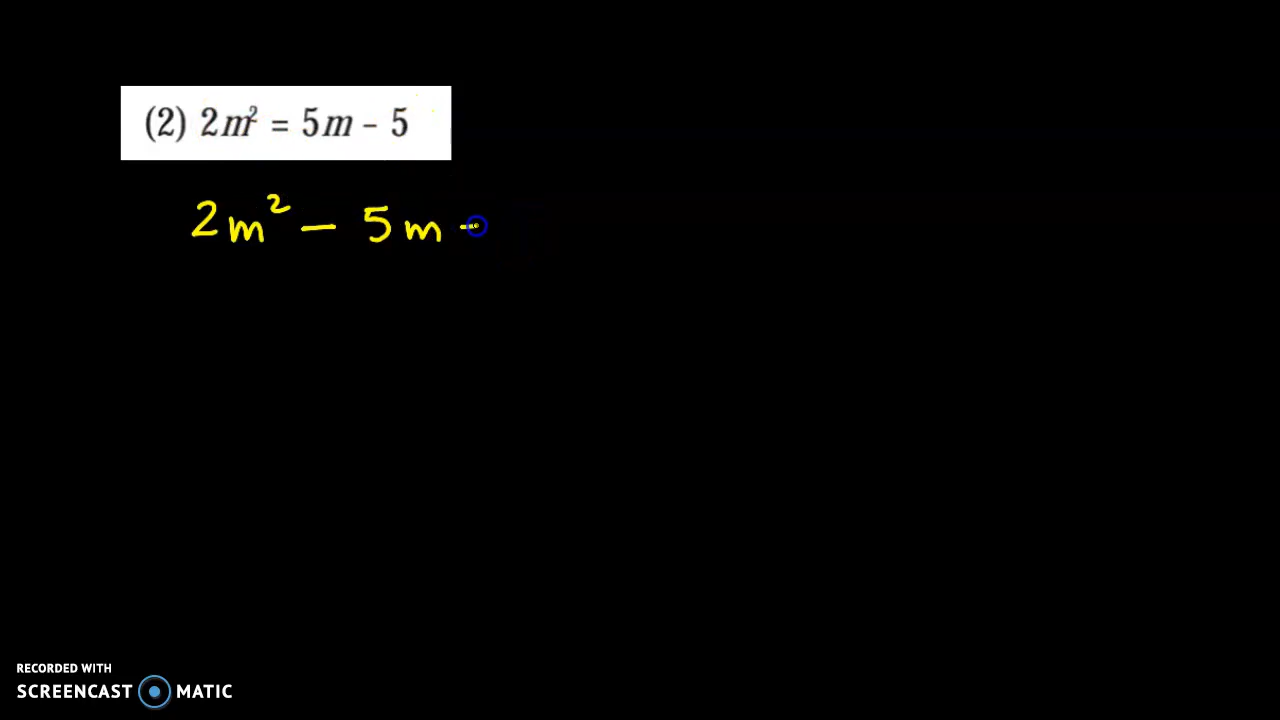 (2) 2m² = 5m − 5
2m² − 5m -
RECORDED WITH
SCREENCAST MATIC